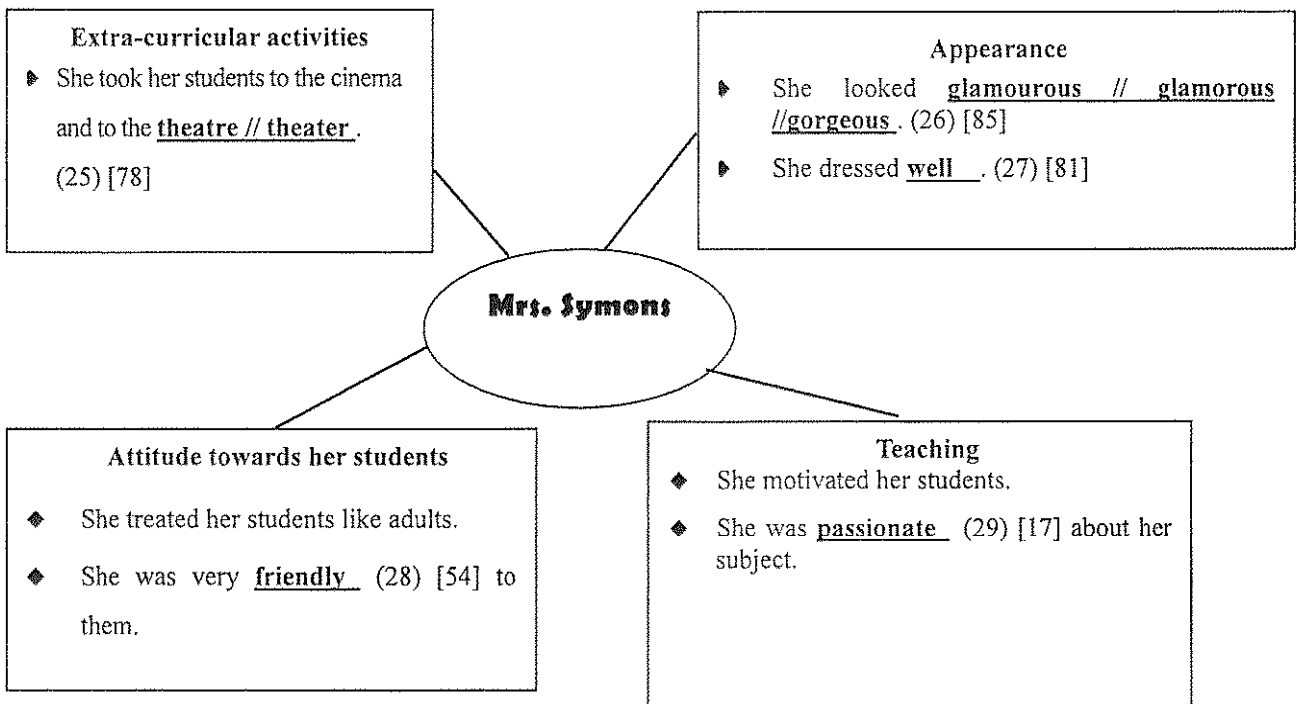 Extra-curricular activities
She took her students to the cinema
and to the theatre // theater .
(25) [78]
Appearance
She looked glamourous // glamorous
//gorgeous . (26) [85]
She dressed well . (27) [81]
Mrs. Symons
Attitude towards her students
She treated her students like adults.
She was very friendly (28) [54] to
them.
Teaching
She motivated her students.
She was passionate (29) [17] about her
subject.